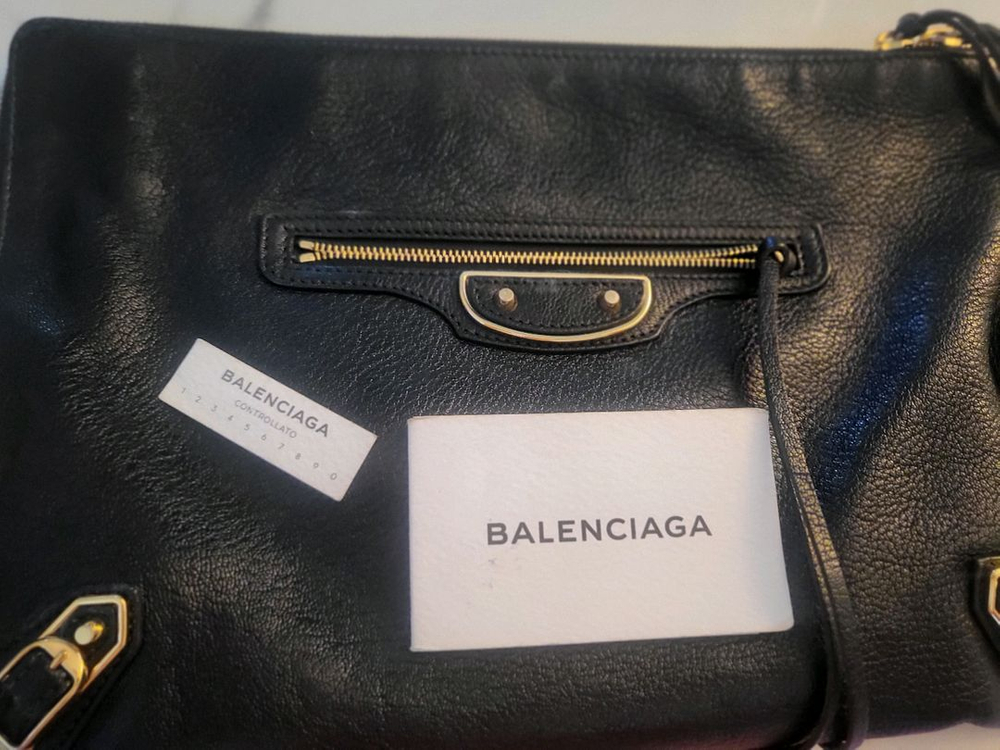 BALENCIAGA
CONTROLLATO
1 2 3 4 5 6 7 8 9 0
BALENCIAGA